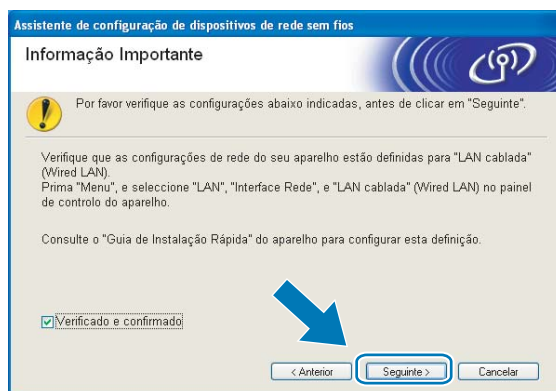 Assistente de configuração de dispositivos de rede sem fios
Informação Importante
Por favor verifique as configurações abaixo indicadas, antes de clicar em "Seguinte".
Verifique que as configurações de rede do seu aparelho estão definidas para "LAN cablada"
(Wired LAN).
Prima "Menu", e seleccione "LAN", "Interface Rede", e "LAN cablada" (Wired LAN) no painel
de controlo do aparelho.
Consulte o "Guia de Instalação Rápida" do aparelho para configurar esta definição.
Verificado e confirmado
< Anterior
Seguinte >
Cancelar